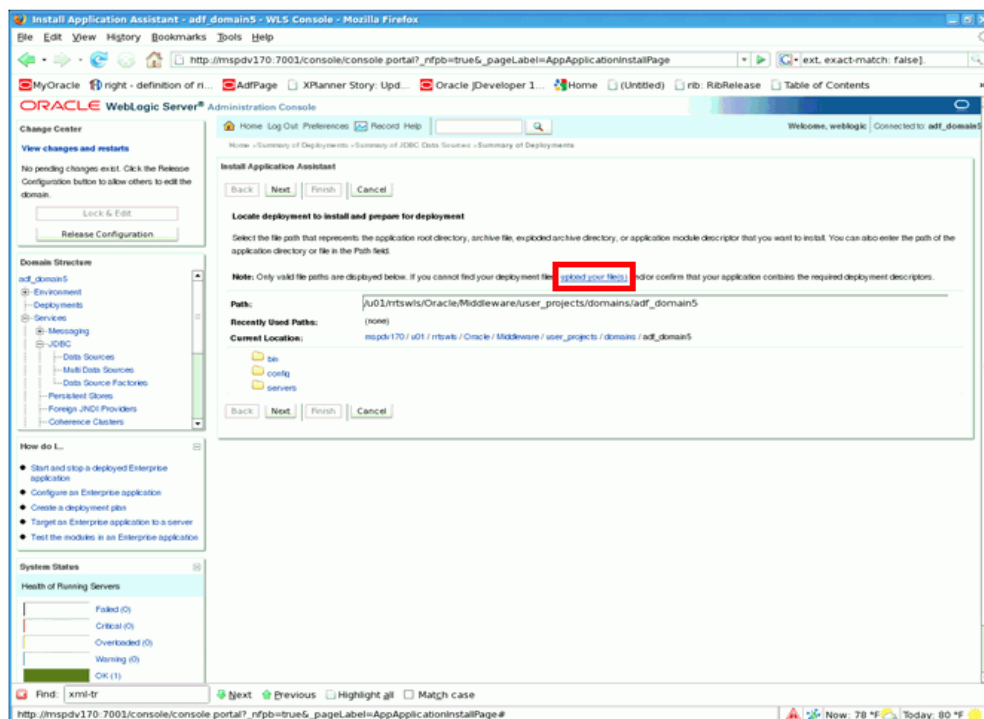 Install Application Assistant - adf_domain5 - WLS Console - Mozilla Firefox
File Edit View History Bookmarks Tools Help
http://mspdv170:7001/console/console.portal?_nfpb=true&_pageLabel=AppApplicationInstallPage
ext, exact-match: false].
MyOracle
right - definition of ri...
AdfPage
XPlanner Story: Upd...
Oracle JDeveloper 1...
Home
(Untitled)
rib: RibRelease
Table of Contents
ORACLE WebLogic Server® Administration Console
Change Center
View changes and restarts
No pending changes exist. Click the Release
Configuration button to allow others to edit the
domain.
Lock & Edit
Release Configuration
Domain Structure
adf_domain5
Environment
Deployments
Services
Messaging
JDBC
Data Sources
Multi Data Sources
Data Source Factories
Persistent Stores
Foreign JNDI Providers
Coherence Clusters
How do I...
Start and stop a deployed Enterprise
application
Configure an Enterprise application
Create a deployment plan
Target an Enterprise application to a server
Test the modules in an Enterprise application
System Status
Health of Running Servers
Failed (0)
Critical (0)
Overloaded (0)
Warning (0)
OK (1)
Home Log Out Preferences Record Help
Welcome, weblogic Connected to: adf_domain5
Home >Summary of Deployments >Summary of JDBC Data Sources >Summary of Deployments
Install Application Assistant
Back Next Finish Cancel
Locate deployment to install and prepare for deployment
Select the file path that represents the application root directory, archive file, exploded archive directory, or application module descriptor that you want to install. You can also enter the path of the
application directory or file in the Path field.
Note: Only valid file paths are displayed below. If you cannot find your deployment file upload your file(s) and/or confirm that your application contains the required deployment descriptors.
Path: /u01/rrtswls/Oracle/Middleware/user_projects/domains/adf_domain5
Recently Used Paths: (none)
Current Location: mspdv170 / u01 / rrtswls / Oracle / Middleware / user_projects / domains / adf_domain5
bin
config
servers
Back Next Finish Cancel
Find: xml-tr Next Previous Highlight all Match case
http://mspdv170:7001/console/console.portal?_nfpb=true&_pageLabel=AppApplicationInstallPage# Now: 78 °F Today: 80 °F